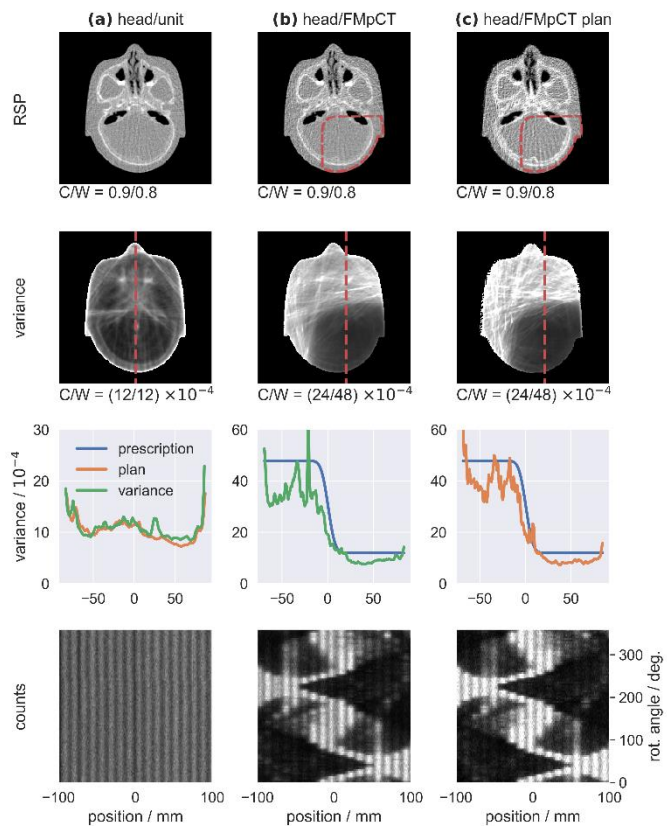 (a) head/unit (b) head/FMpCT (c) head/FMpCT plan
RSP
C/W = 0.9/0.8 C/W = 0.9/0.8 C/W = 0.9/0.8
variance
C/W = (12/12) ×10⁻⁴ C/W = (24/48) ×10⁻⁴ C/W = (24/48) ×10⁻⁴
variance / 10⁻⁴
30 60 60
prescription
plan
variance
20 40 40
10 20 20
0 0 0
−50 0 50 −50 0 50 −50 0 50
counts
rot. angle / deg.
300
200
100
0
−100 0 100 −100 0 100 −100 0 100
position / mm position / mm position / mm